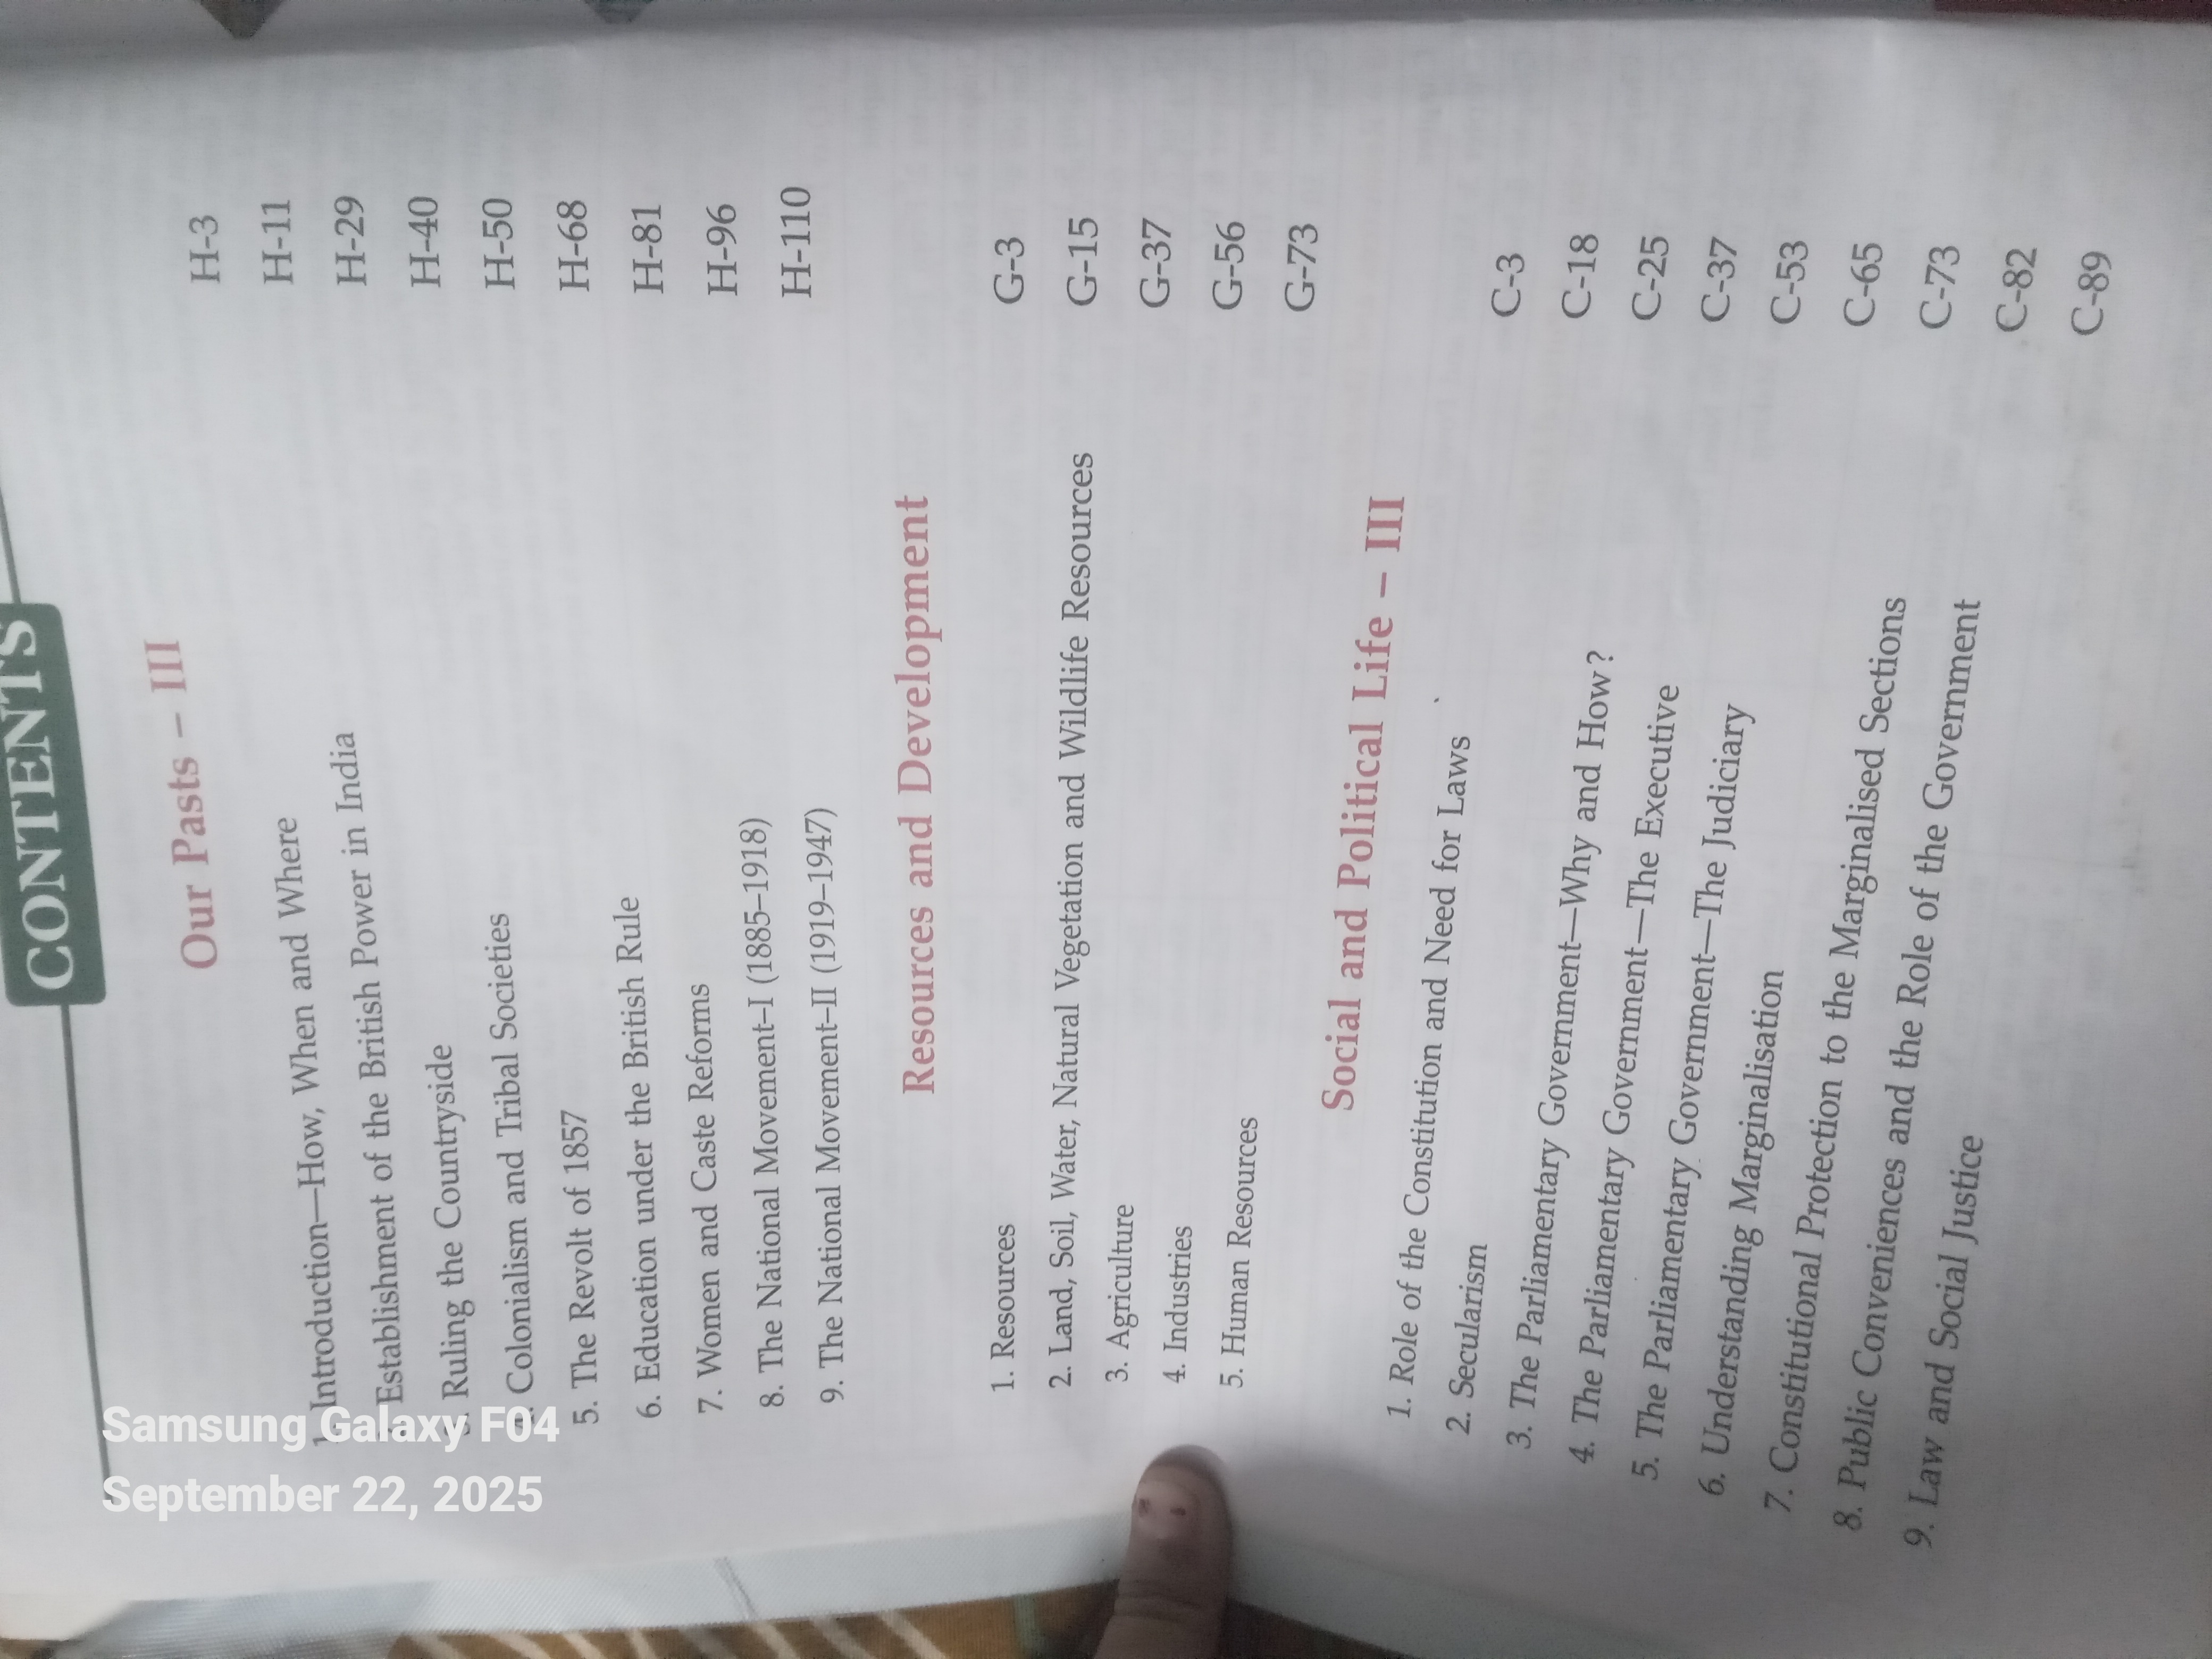 CONTENTS
Our Pasts – III
Introduction—How, When and Where H-3
Establishment of the British Power in India H-11
Ruling the Countryside H-29
Colonialism and Tribal Societies H-40
5. The Revolt of 1857 H-50
6. Education under the British Rule H-68
7. Women and Caste Reforms H-81
8. The National Movement–I (1885–1918) H-96
9. The National Movement–II (1919–1947) H-110
Resources and Development
1. Resources G-3
2. Land, Soil, Water, Natural Vegetation and Wildlife Resources G-15
3. Agriculture G-37
4. Industries G-56
5. Human Resources G-73
Social and Political Life – III
1. Role of the Constitution and Need for Laws C-3
2. Secularism C-18
3. The Parliamentary Government—Why and How? C-25
4. The Parliamentary Government—The Executive C-37
5. The Parliamentary Government—The Judiciary C-53
6. Understanding Marginalisation C-65
7. Constitutional Protection to the Marginalised Sections C-73
8. Public Conveniences and the Role of the Government C-82
9. Law and Social Justice C-89
Samsung Galaxy F04
September 22, 2025